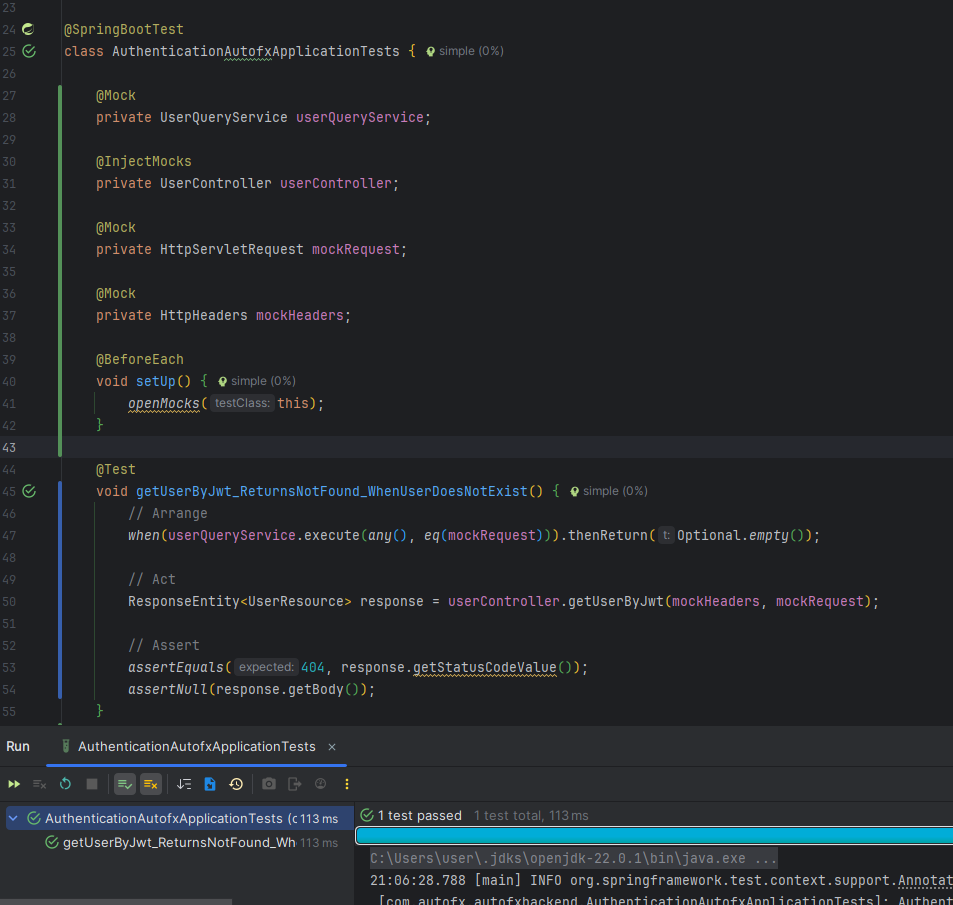 23
24 @SpringBootTest
25 class AuthenticationAutofxApplicationTests { simple (0%)
26
27 @Mock
28 private UserQueryService userQueryService;
29
30 @InjectMocks
31 private UserController userController;
32
33 @Mock
34 private HttpServletRequest mockRequest;
35
36 @Mock
37 private HttpHeaders mockHeaders;
38
39 @BeforeEach
40 void setUp() { simple (0%)
41 openMocks( testClass: this);
42 }
43
44 @Test
45 void getUserByJwt_ReturnsNotFound_WhenUserDoesNotExist() { simple (0%)
46 // Arrange
47 when(userQueryService.execute(any(), eq(mockRequest))).thenReturn( t: Optional.empty());
48
49 // Act
50 ResponseEntity<UserResource> response = userController.getUserByJwt(mockHeaders, mockRequest);
51
52 // Assert
53 assertEquals( expected: 404, response.getStatusCodeValue());
54 assertNull(response.getBody());
55 }
Run AuthenticationAutofxApplicationTests ×
AuthenticationAutofxApplicationTests (c 113 ms
1 test passed 1 test total, 113 ms
getUserByJwt_ReturnsNotFound_Wh 113 ms
C:\Users\user\.jdks\openjdk-22.0.1\bin\java.exe ...
21:06:28.788 [main] INFO org.springframework.test.context.support.Annotat
[com.autofx.autofxbackend.AuthenticationAutofxApplicationTests]: Authent